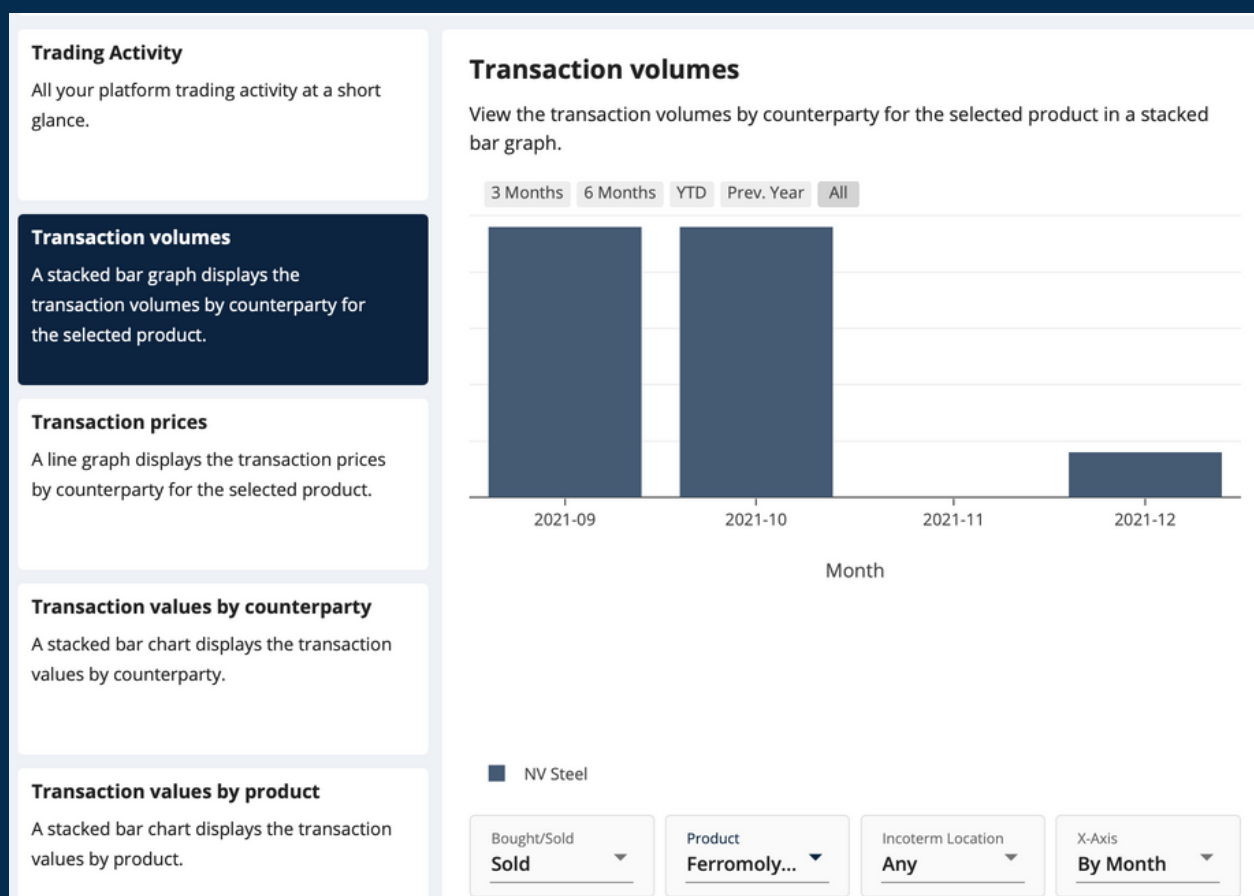 Trading Activity
All your platform trading activity at a short
glance.
Transaction volumes
A stacked bar graph displays the
transaction volumes by counterparty for
the selected product.
Transaction prices
A line graph displays the transaction prices
by counterparty for the selected product.
Transaction values by counterparty
A stacked bar chart displays the transaction
values by counterparty.
Transaction values by product
A stacked bar chart displays the transaction
values by product.
Transaction volumes
View the transaction volumes by counterparty for the selected product in a stacked
bar graph.
3 Months 6 Months YTD Prev. Year All
2021-09 2021-10 2021-11 2021-12
Month
NV Steel
Bought/Sold Product Incoterm Location X-Axis
Sold Ferromoly... Any By Month